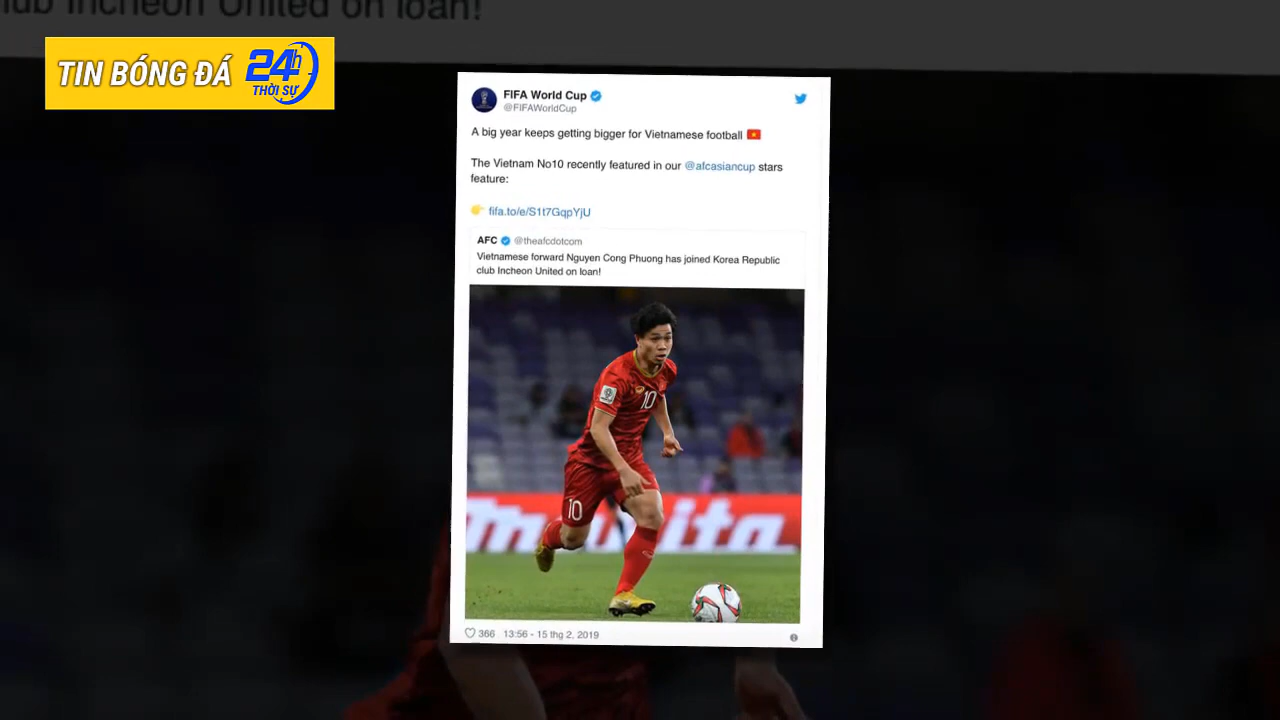 club Incheon United on loan!
TIN BÓNG ĐÁ 24h
THỜI SỰ
FIFA World Cup
@FIFAWorldCup
A big year keeps getting bigger for Vietnamese football 🇻🇳
The Vietnam No10 recently featured in our @afcasiancup stars
feature:
👉 fifa.to/e/S1t7GqpYjU
AFC @theafcdotcom
Vietnamese forward Nguyen Cong Phuong has joined Korea Republic
club Incheon United on loan!
10
10
makita
366 13:56 - 15 thg 2, 2019